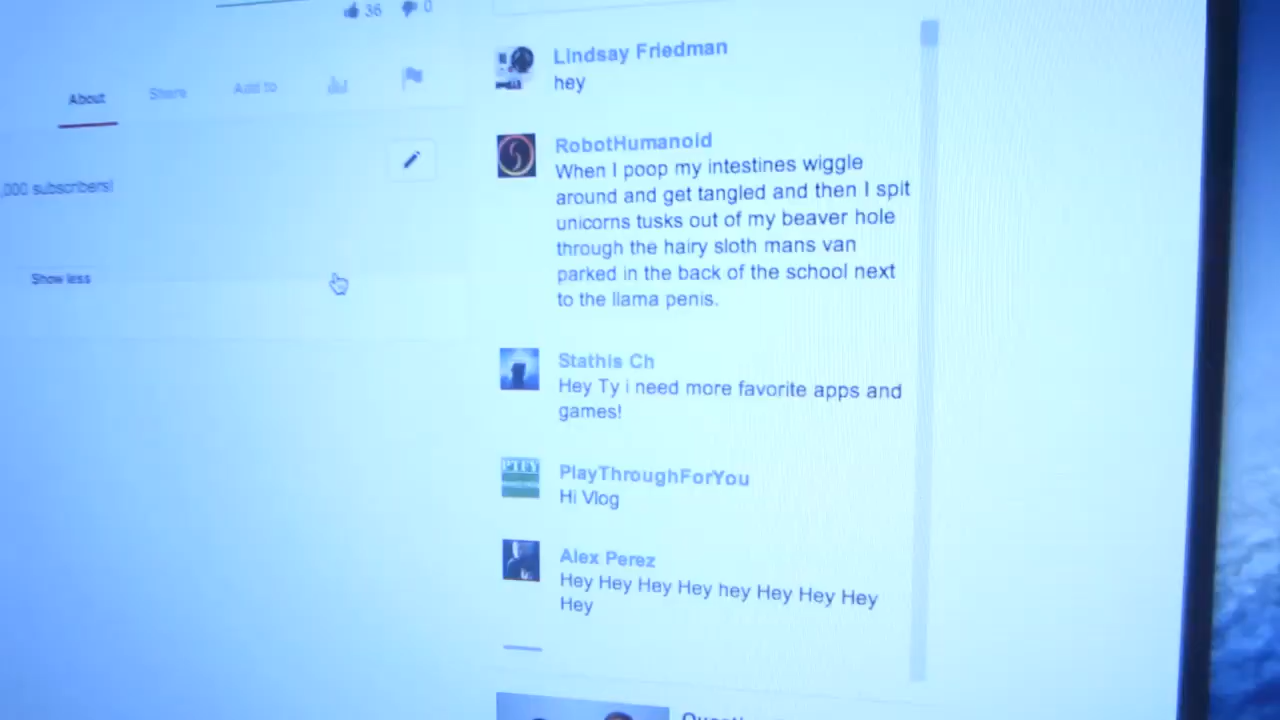 36 0
About Share Add to
,000 subscribers!
Show less
Lindsay Friedman
hey
RobotHumanoid
When I poop my intestines wiggle
around and get tangled and then I spit
unicorns tusks out of my beaver hole
through the hairy sloth mans van
parked in the back of the school next
to the llama penis.
Stathis Ch
Hey Ty i need more favorite apps and
games!
PlayThroughForYou
Hi Vlog
Alex Perez
Hey Hey Hey Hey hey Hey Hey Hey
Hey